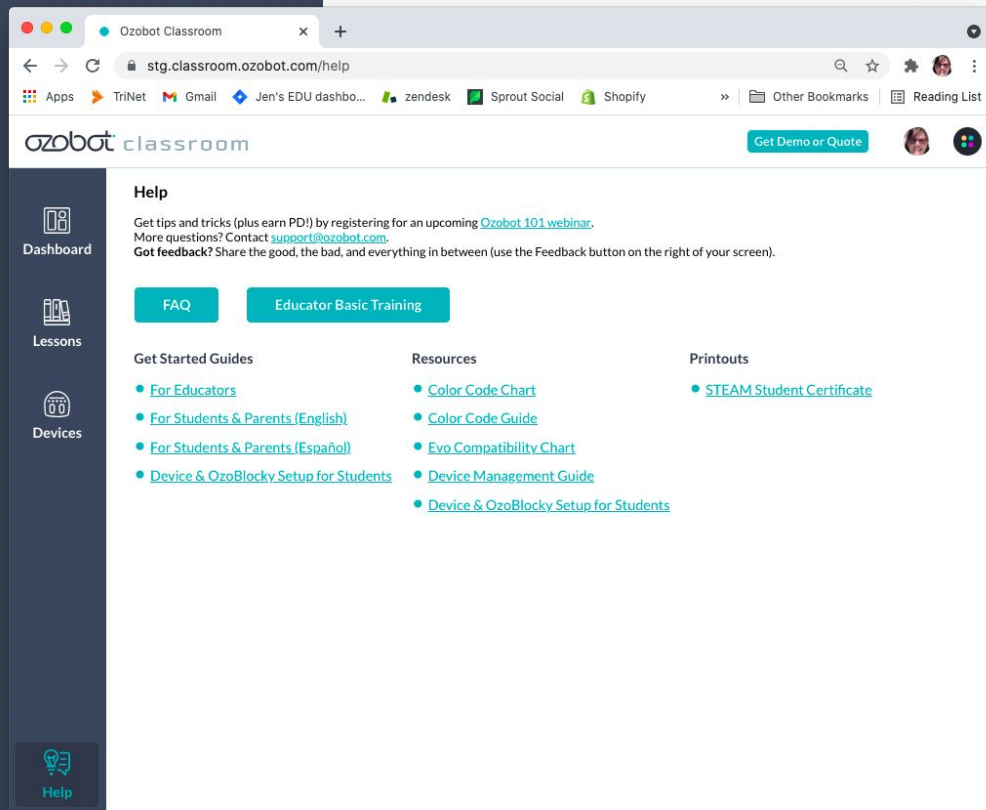 Ozobot Classroom
stg.classroom.ozobot.com/help
Apps TriNet Gmail Jen's EDU dashbo... zendesk Sprout Social Shopify » Other Bookmarks Reading List
ozobot classroom
Get Demo or Quote
Dashboard
Lessons
Devices
Help
Help
Get tips and tricks (plus earn PD!) by registering for an upcoming Ozobot 101 webinar.
More questions? Contact support@ozobot.com.
Got feedback? Share the good, the bad, and everything in between (use the Feedback button on the right of your screen).
FAQ
Educator Basic Training
Get Started Guides
For Educators
For Students & Parents (English)
For Students & Parents (Español)
Device & OzoBlocky Setup for Students
Resources
Color Code Chart
Color Code Guide
Evo Compatibility Chart
Device Management Guide
Device & OzoBlocky Setup for Students
Printouts
STEAM Student Certificate